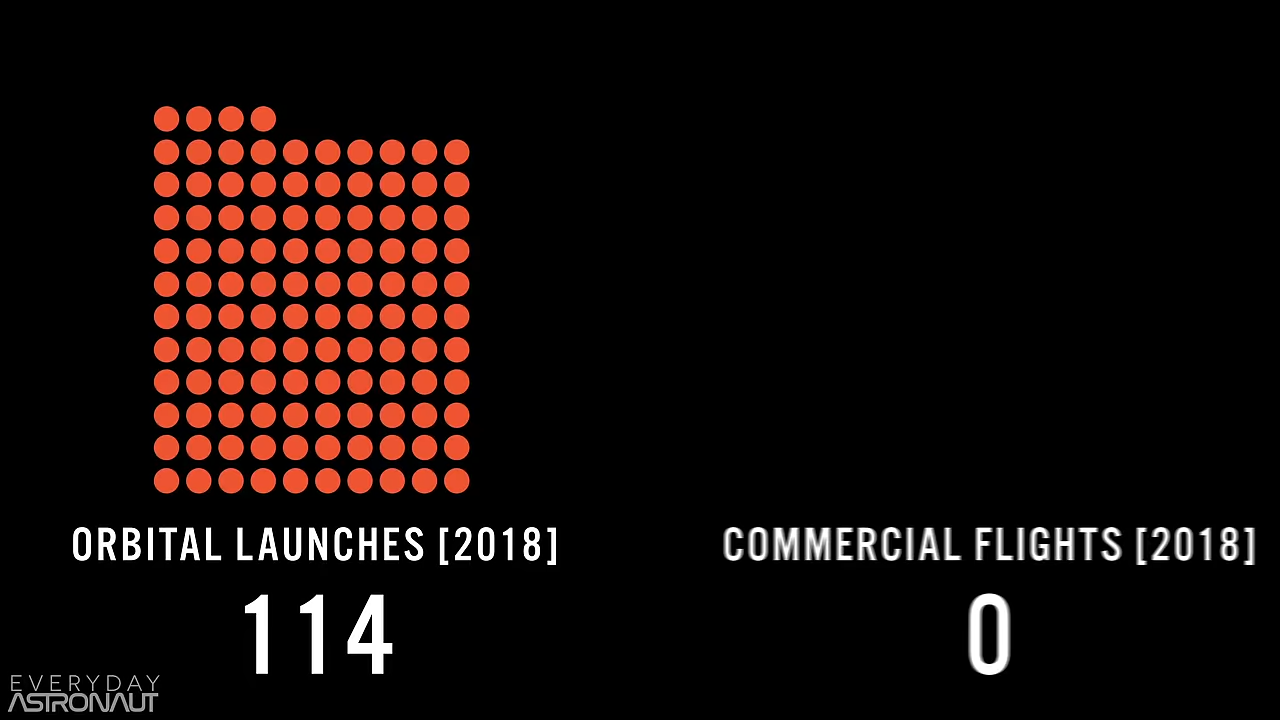 ORBITAL LAUNCHES [2018]
114
COMMERCIAL FLIGHTS [2018]
0
EVERYDAY
ASTRONAUT